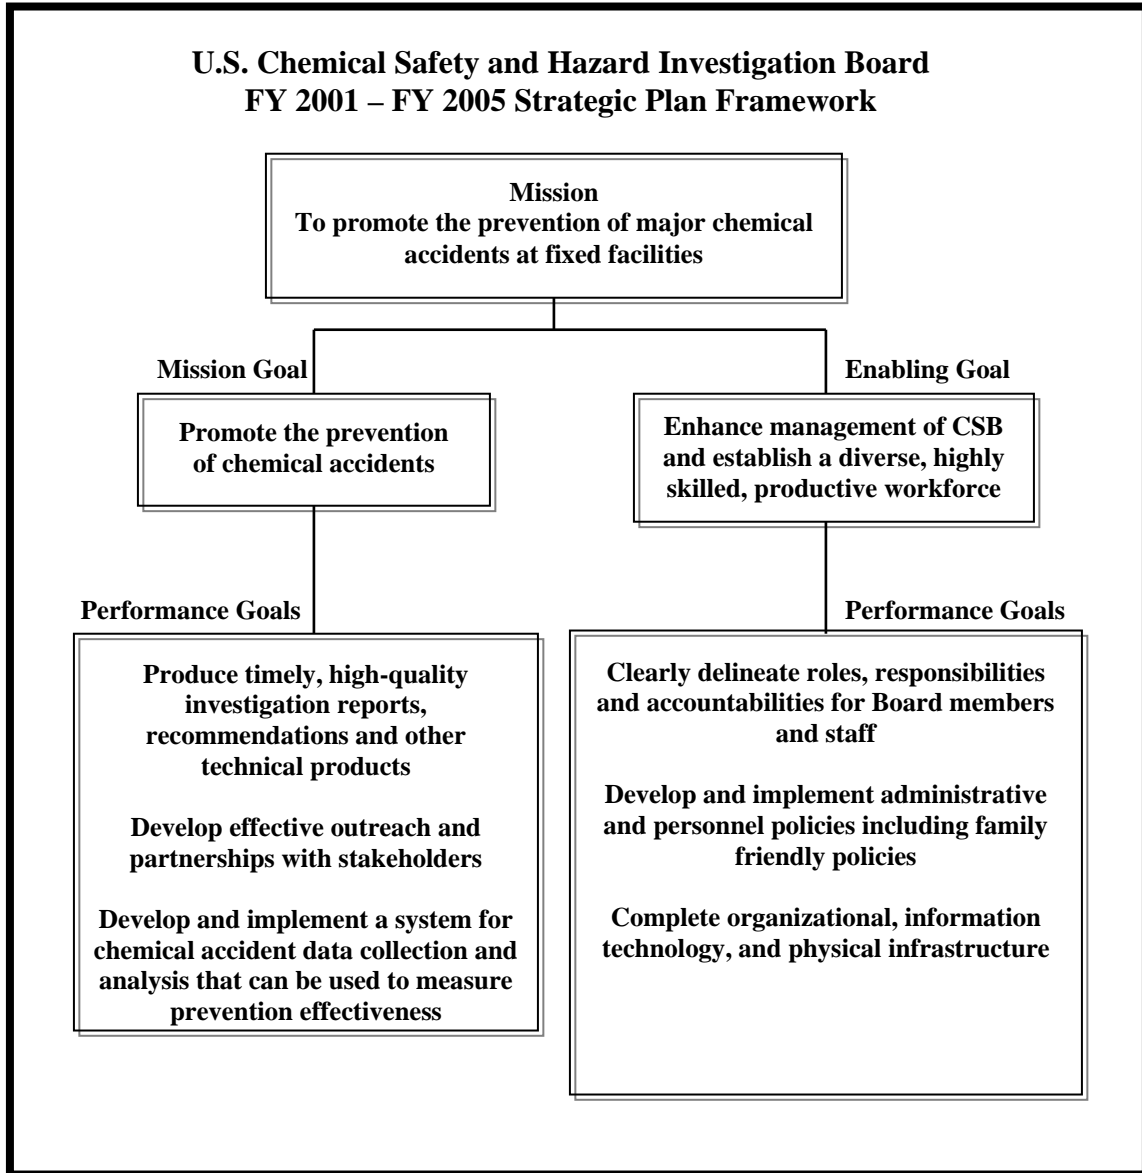 U.S. Chemical Safety and Hazard Investigation Board
FY 2001 – FY 2005 Strategic Plan Framework
Mission
To promote the prevention of major chemical
accidents at fixed facilities
Mission Goal
Promote the prevention
of chemical accidents
Enabling Goal
Enhance management of CSB
and establish a diverse, highly
skilled, productive workforce
Performance Goals
Produce timely, high-quality
investigation reports,
recommendations and other
technical products
Develop effective outreach and
partnerships with stakeholders
Develop and implement a system for
chemical accident data collection and
analysis that can be used to measure
prevention effectiveness
Performance Goals
Clearly delineate roles, responsibilities
and accountabilities for Board members
and staff
Develop and implement administrative
and personnel policies including family
friendly policies
Complete organizational, information
technology, and physical infrastructure